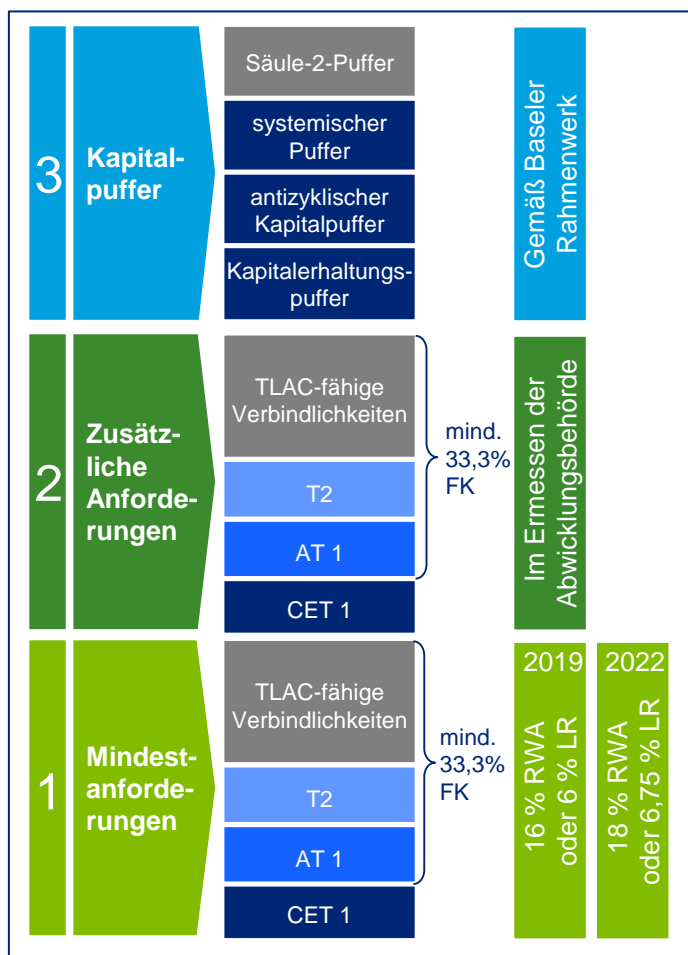 3
Kapital-
puffer
Säule-2-Puffer
systemischer
Puffer
antizyklischer
Kapitalpuffer
Kapitalerhaltungs-
puffer
Gemäß Baseler
Rahmenwerk
2
Zusätz-
liche
Anforde-
rungen
TLAC-fähige
Verbindlichkeiten
T2
AT 1
CET 1
mind.
33,3%
FK
Im Ermessen der
Abwicklungsbehörde
1
Mindest-
anforde-
rungen
TLAC-fähige
Verbindlichkeiten
T2
AT 1
CET 1
mind.
33,3%
FK
2019
16 % RWA
oder 6 % LR
2022
18 % RWA
oder 6,75 % LR